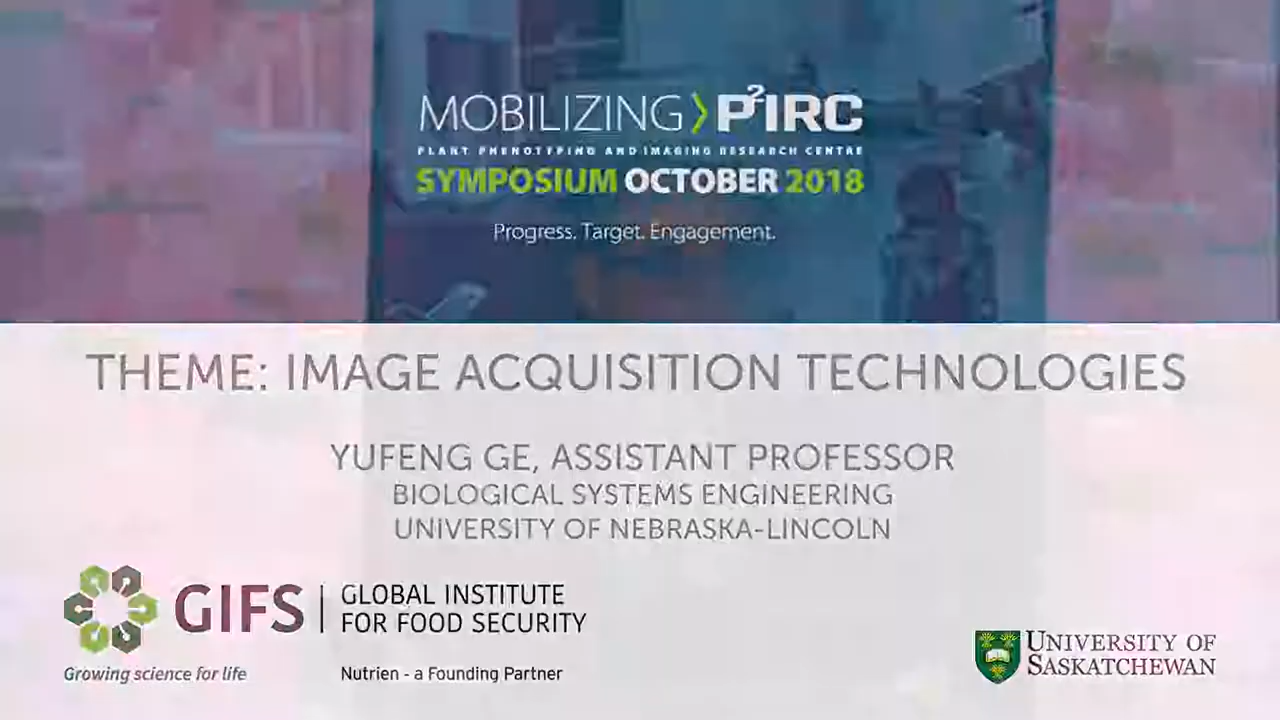 MOBILIZING P²IRC
PLANT PHENOTYPING AND IMAGING RESEARCH CENTRE
SYMPOSIUM OCTOBER 2018
Progress. Target. Engagement.
THEME: IMAGE ACQUISITION TECHNOLOGIES
YUFENG GE, ASSISTANT PROFESSOR
BIOLOGICAL SYSTEMS ENGINEERING
UNIVERSITY OF NEBRASKA-LINCOLN
GIFS | GLOBAL INSTITUTE
FOR FOOD SECURITY
Growing science for life
Nutrien - a Founding Partner
UNIVERSITY OF
SASKATCHEWAN